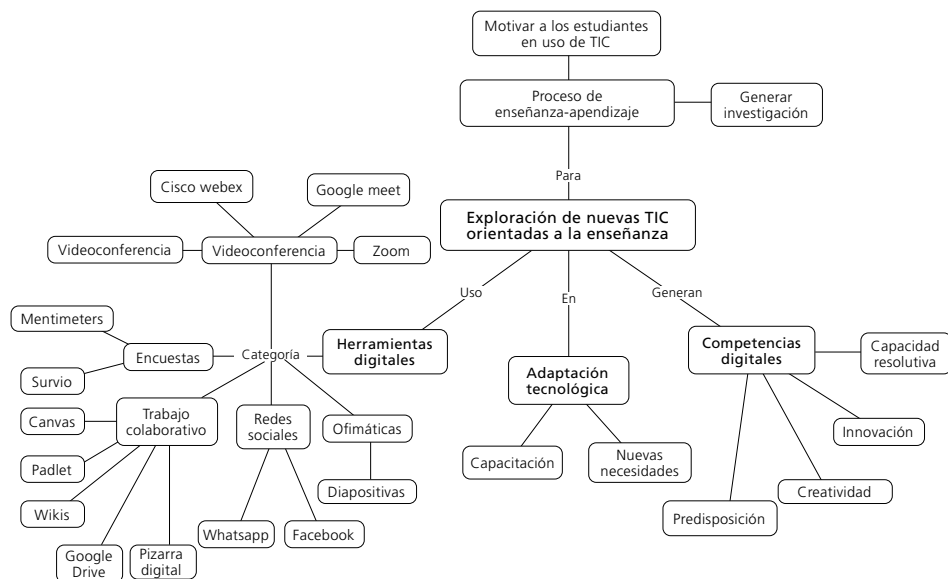 Motivar a los estudiantes
en uso de TIC
Proceso de
enseñanza-apendizaje
Generar
investigación
Para
Cisco webex
Google meet
Exploración de nuevas TIC
orientadas a la enseñanza
Videoconferencia
Videoconferencia
Zoom
Uso
En
Generan
Mentimeters
Encuestas
Categoría
Herramientas
digitales
Competencias
digitales
Capacidad
resolutiva
Survio
Adaptación
tecnológica
Canvas
Trabajo
colaborativo
Redes
sociales
Ofimáticas
Innovación
Padlet
Capacitación
Nuevas
necesidades
Wikis
Diapositivas
Creatividad
Predisposición
Google
Drive
Pizarra
digital
Whatsapp
Facebook